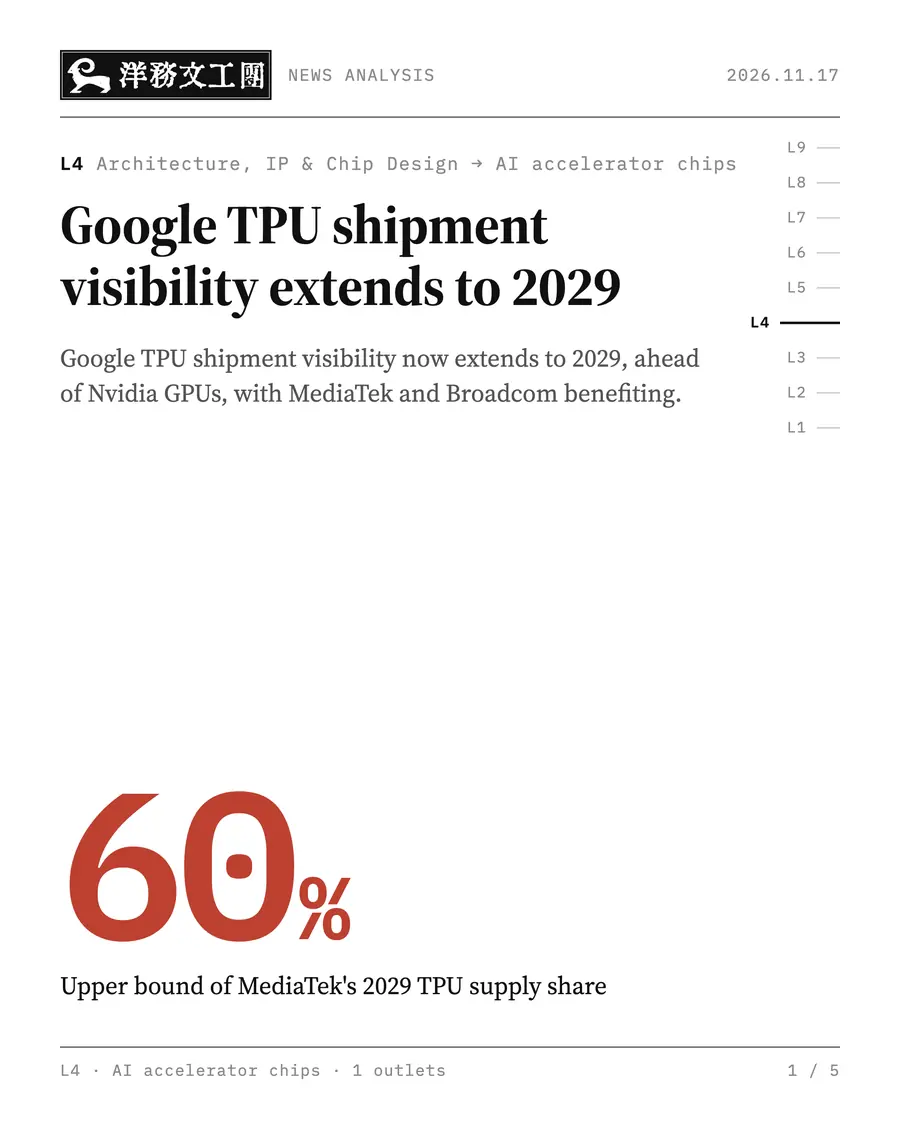 洋務文工團 NEWS ANALYSIS 2026.11.17
L4 Architecture, IP & Chip Design → AI accelerator chips
Google TPU shipment
visibility extends to 2029
Google TPU shipment visibility now extends to 2029, ahead
of Nvidia GPUs, with MediaTek and Broadcom benefiting.
L9
L8
L7
L6
L5
L4
L3
L2
L1
60%
Upper bound of MediaTek's 2029 TPU supply share
L4 · AI accelerator chips · 1 outlets 1 / 5